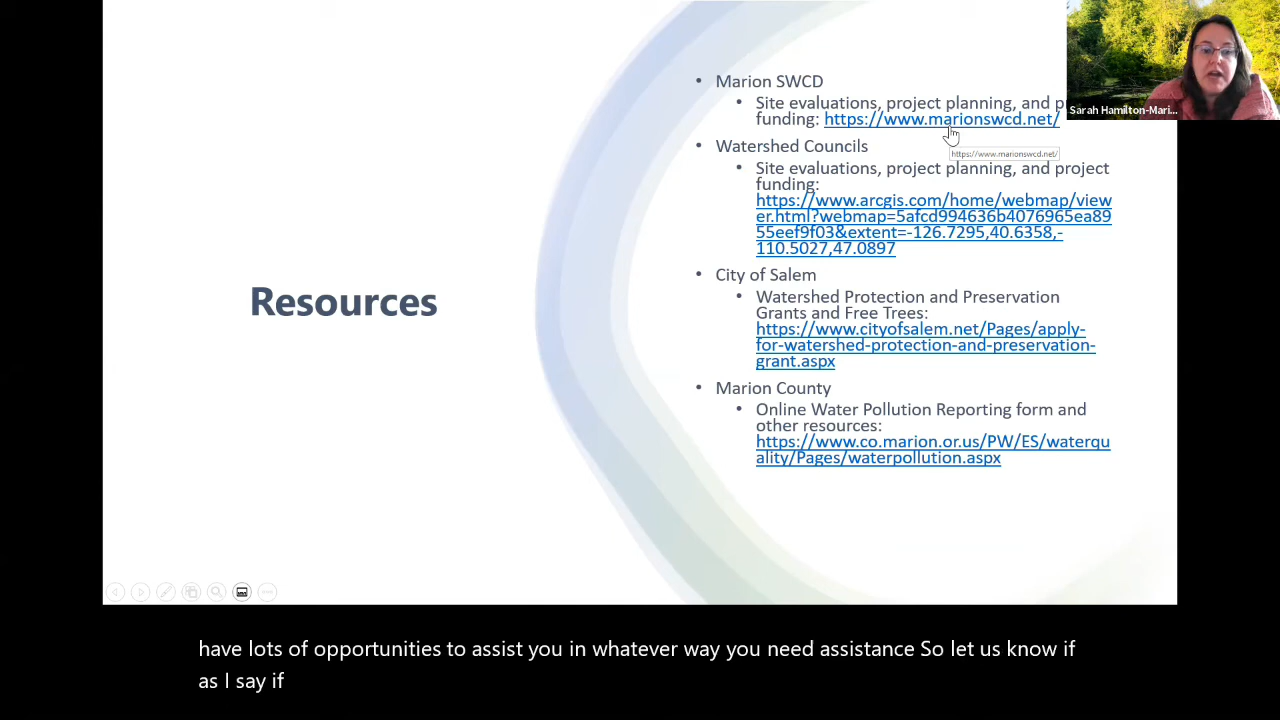 Marion SWCD
Site evaluations, project planning, and
funding: https://www.marionswcd.net/
https://www.marionswcd.net/
Watershed Councils
Site evaluations, project planning, and project
funding:
https://www.arcgis.com/home/webmap/view
er.html?webmap=5afcd994636b4076965ea89
55eef9f03&extent=-126.7295,40.6358,-
110.5027,47.0897
City of Salem
Watershed Protection and Preservation
Grants and Free Trees:
https://www.cityofsalem.net/Pages/apply-
for-watershed-protection-and-preservation-
grant.aspx
Marion County
Online Water Pollution Reporting form and
other resources:
https://www.co.marion.or.us/PW/ES/waterqu
ality/Pages/waterpollution.aspx
Resources
Sarah Hamilton-Mari...
have lots of opportunities to assist you in whatever way you need assistance So let us know if
as I say if